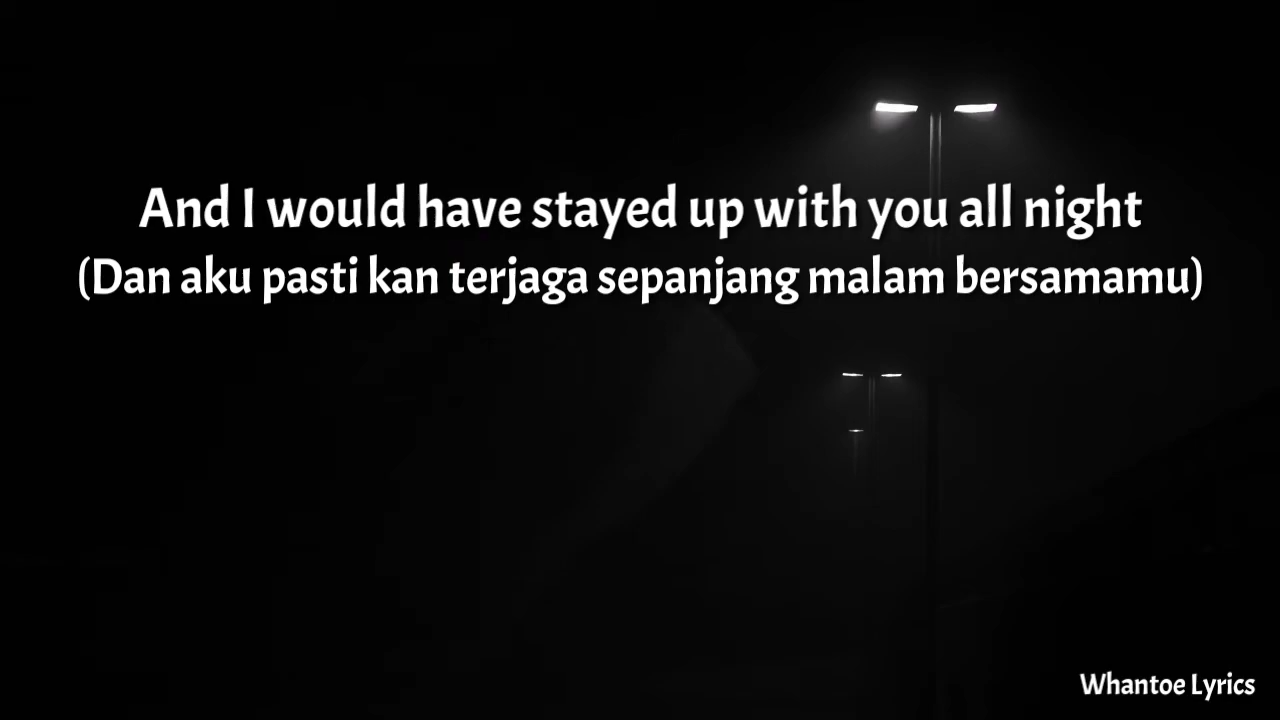 And I would have stayed up with you all night
(Dan aku pasti kan terjaga sepanjang malam bersamamu)
Whantoe Lyrics